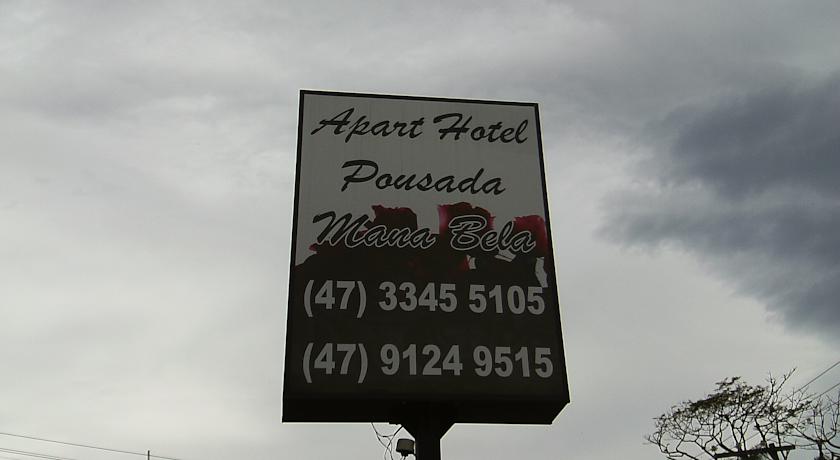 Apart Hotel
Pousada
Mana Bela
(47) 3345 5105
(47) 9124 9515